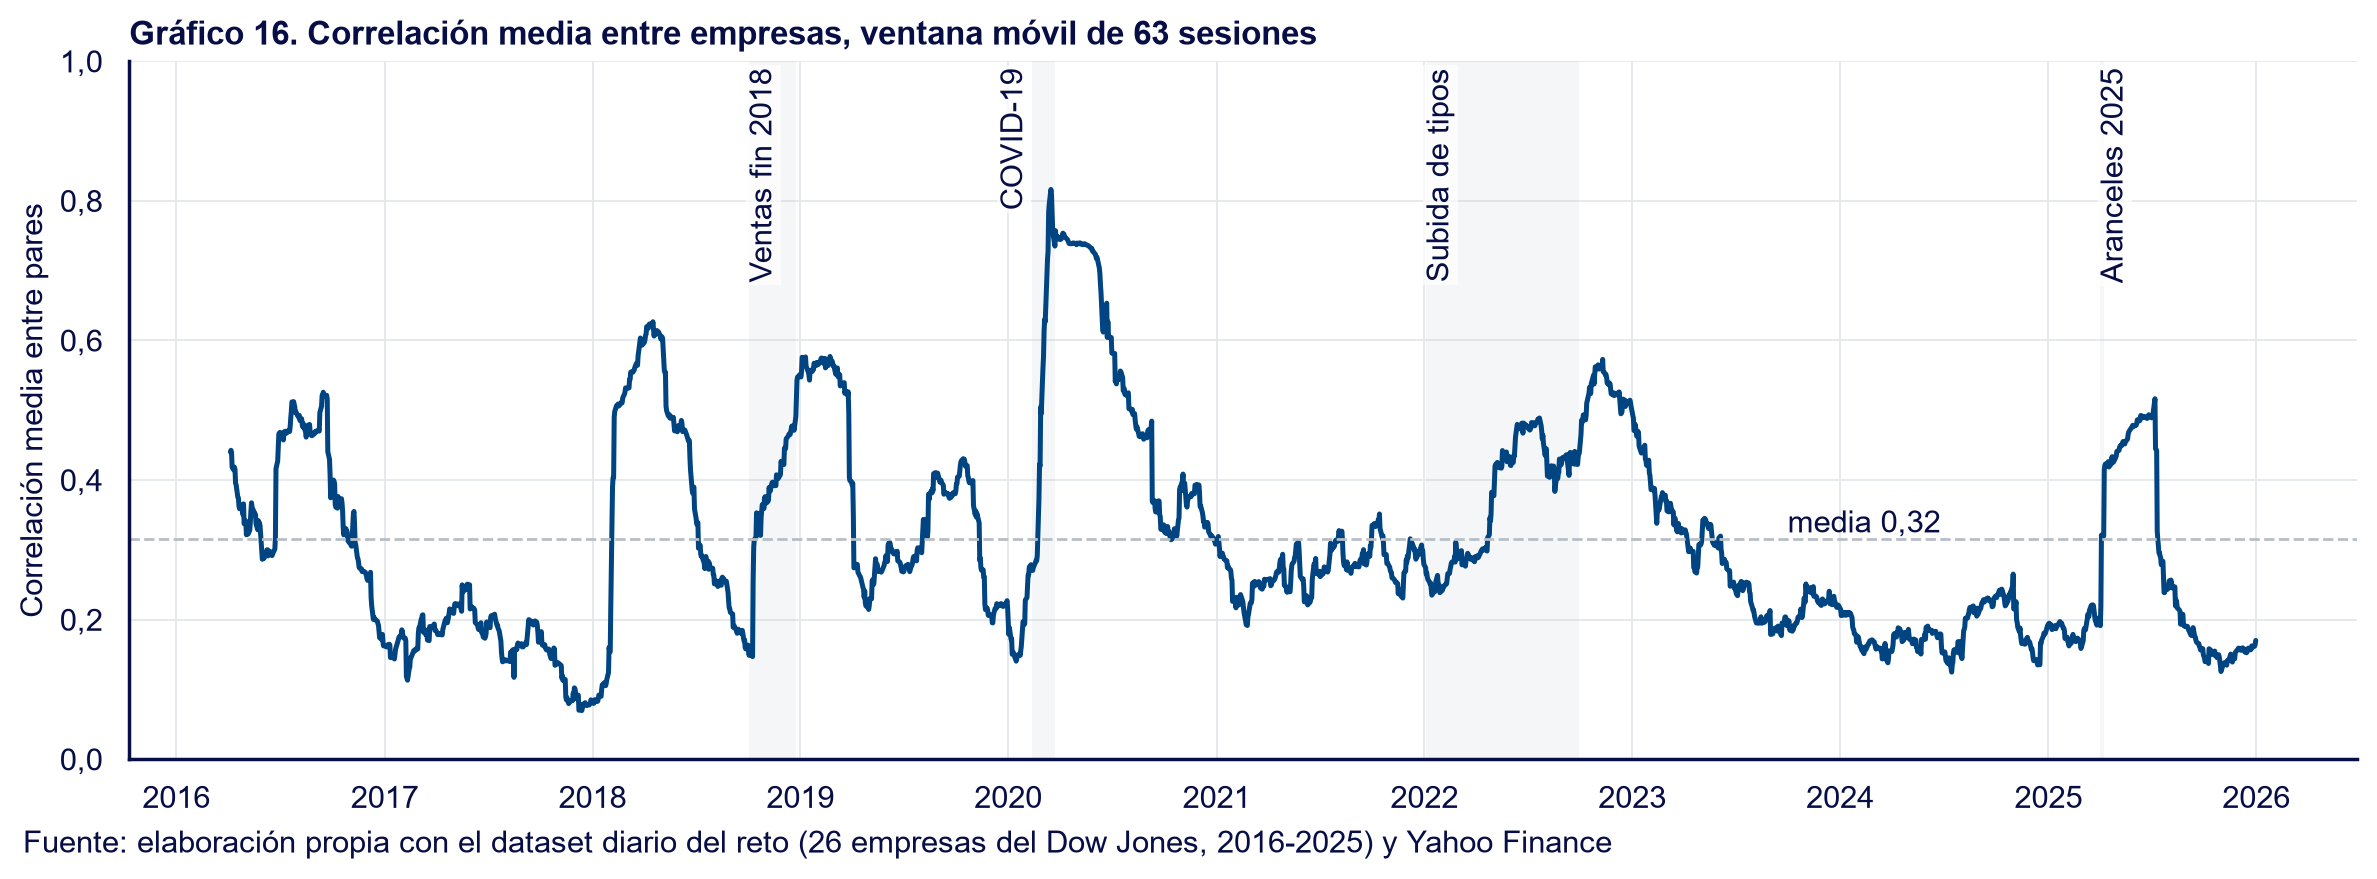 Gráfico 16. Correlación media entre empresas, ventana móvil de 63 sesiones
Correlación media entre pares
1,0
0,8
0,6
0,4
0,2
0,0
Ventas fin 2018
COVID-19
Subida de tipos
Aranceles 2025
media 0,32
2016
2017
2018
2019
2020
2021
2022
2023
2024
2025
2026
Fuente: elaboración propia con el dataset diario del reto (26 empresas del Dow Jones, 2016-2025) y Yahoo Finance